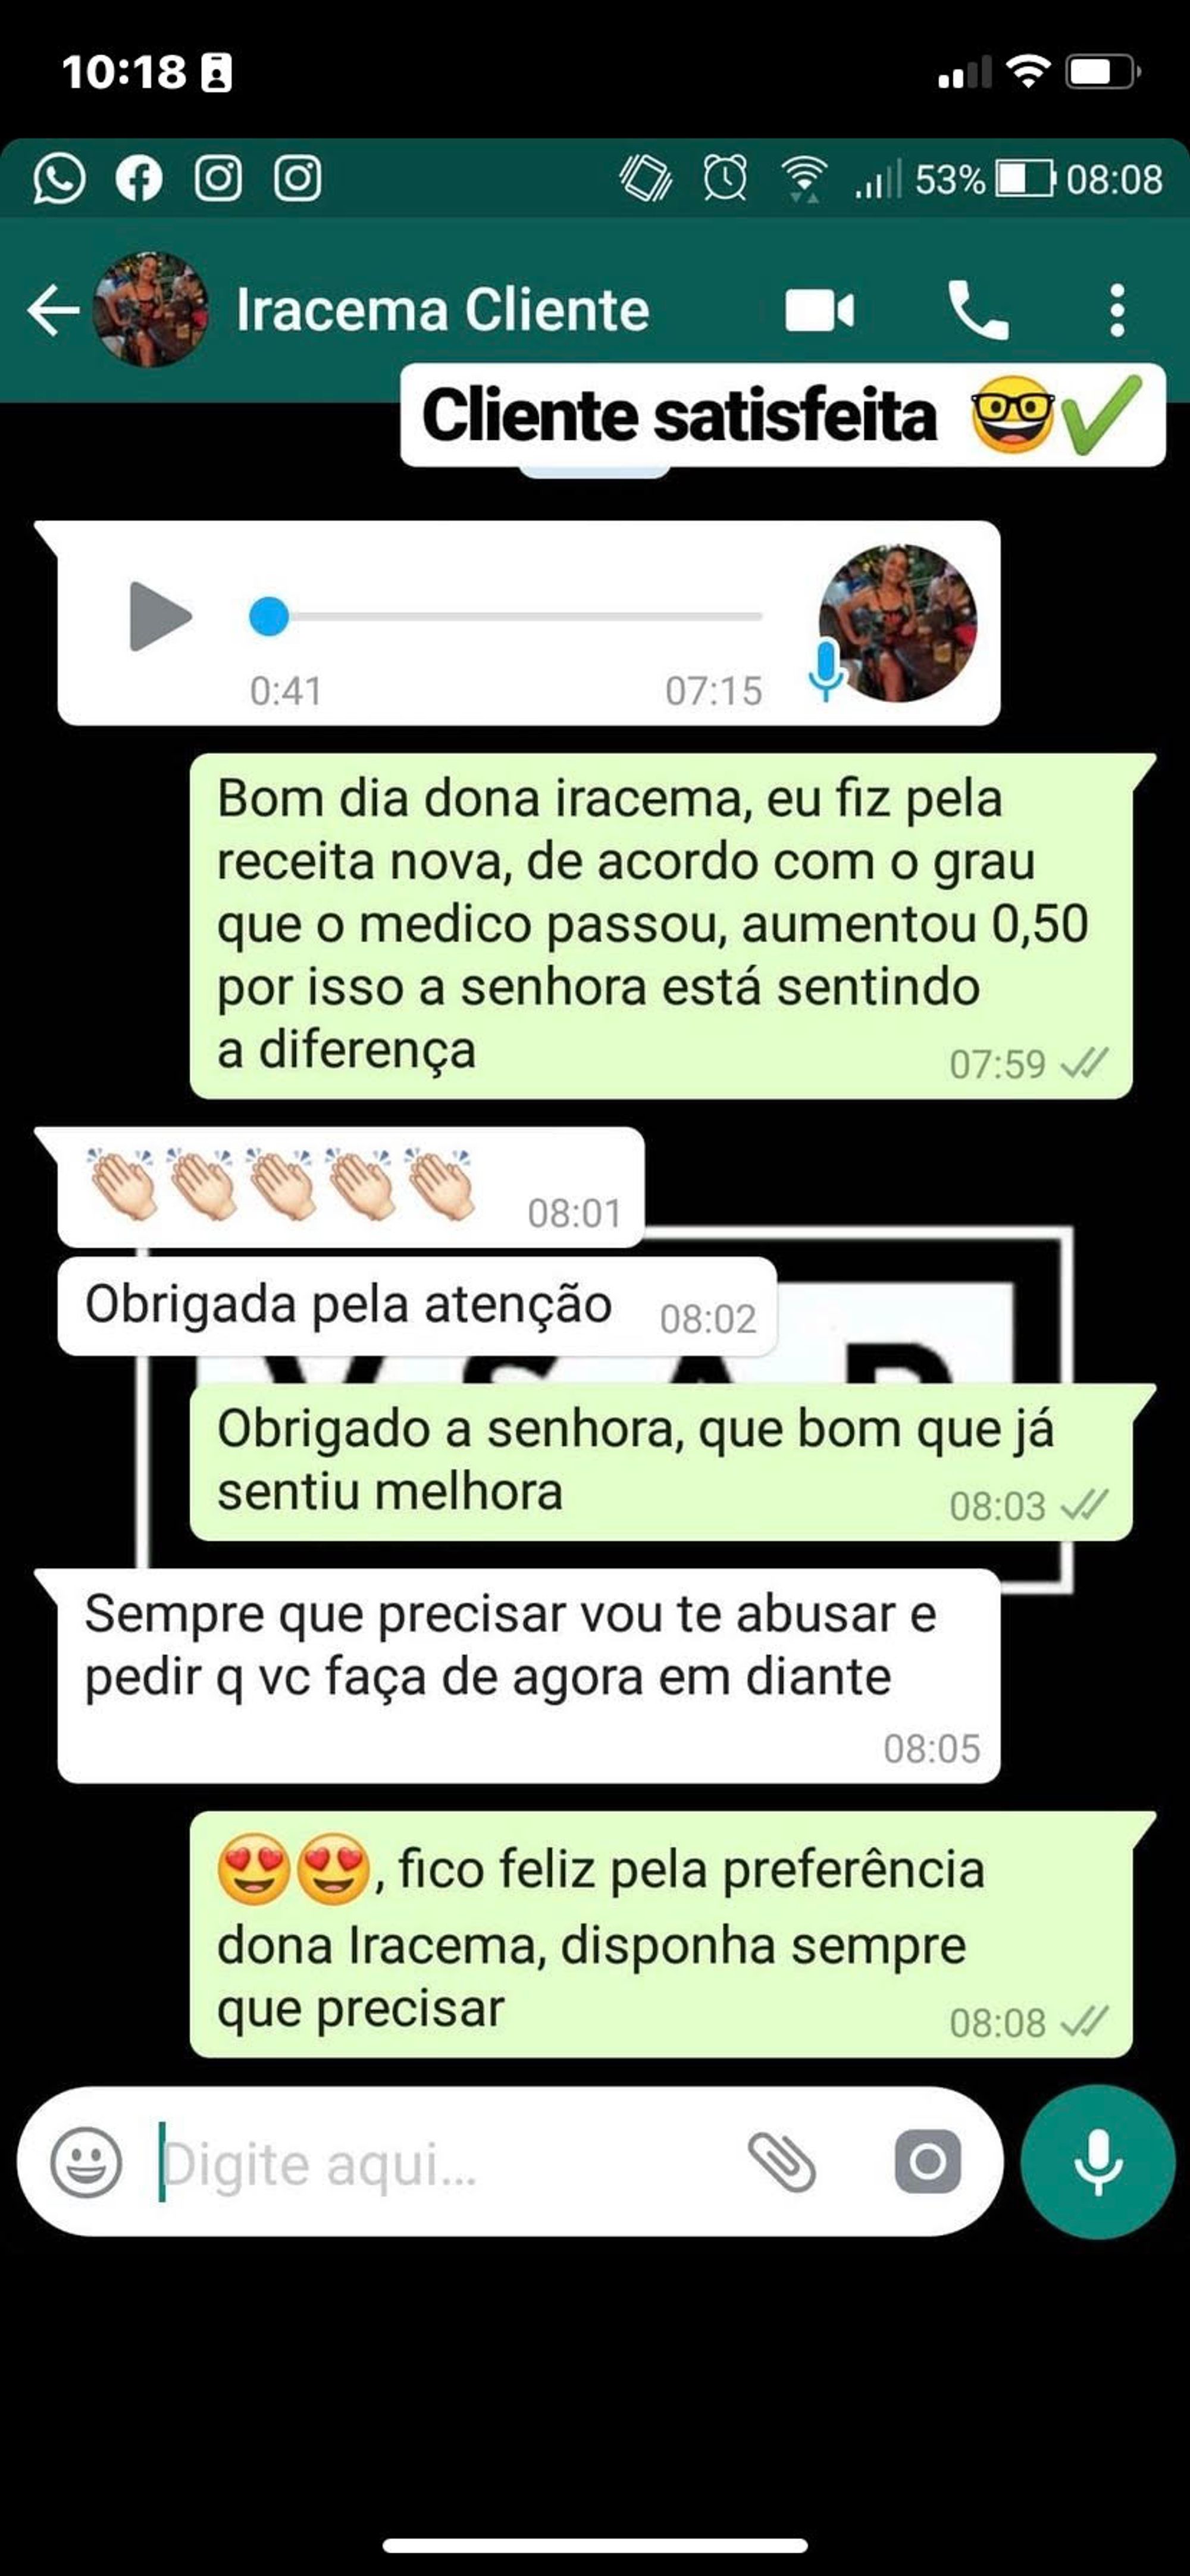 10:18
53% 08:08
Iracema Cliente
Cliente satisfeita 🤓✔
0:41 07:15
Bom dia dona iracema, eu fiz pela
receita nova, de acordo com o grau
que o medico passou, aumentou 0,50
por isso a senhora está sentindo
a diferença 07:59
👏🏻👏🏻👏🏻👏🏻👏🏻 08:01
Obrigada pela atenção 08:02
Obrigado a senhora, que bom que já
sentiu melhora 08:03
Sempre que precisar vou te abusar e
pedir q vc faça de agora em diante
08:05
😍😍, fico feliz pela preferência
dona Iracema, disponha sempre
que precisar 08:08
Digite aqui...